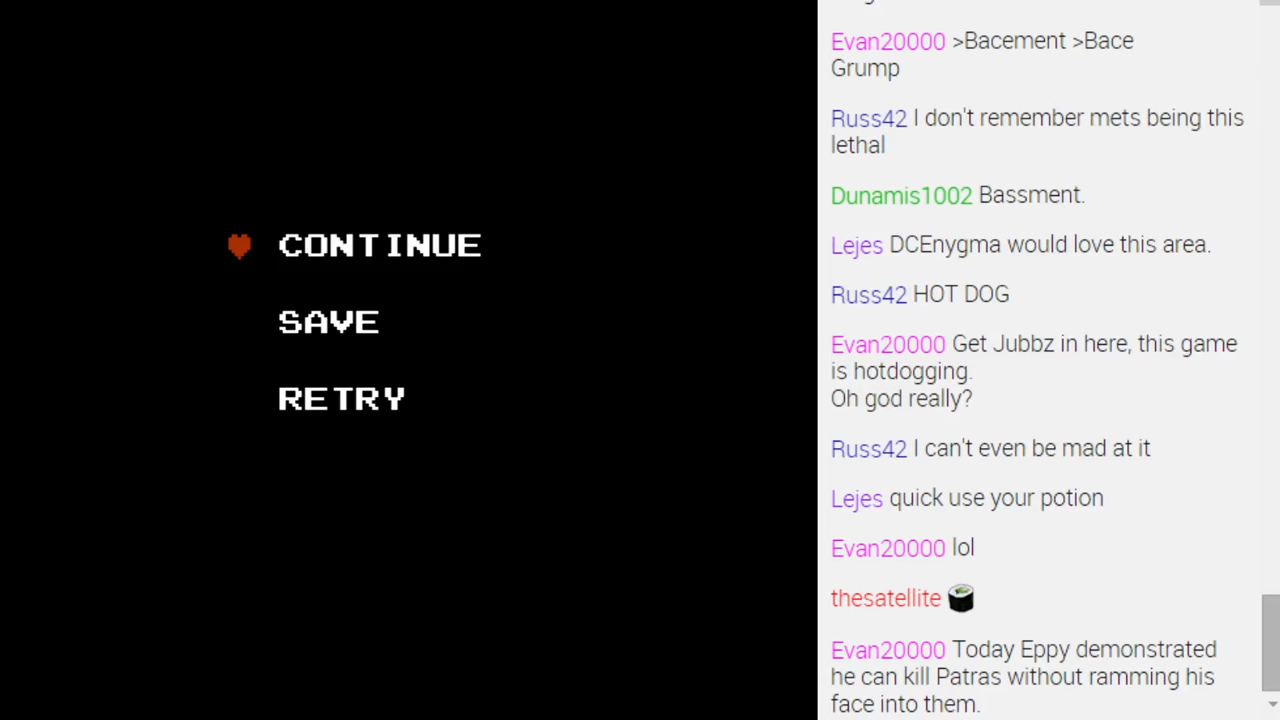 CONTINUE
SAVE
RETRY
Evan20000 >Bacement >Bace
Grump
Russ42 I don't remember mets being this
lethal
Dunamis1002 Bassment.
Lejes DCEnygma would love this area.
Russ42 HOT DOG
Evan20000 Get Jubbz in here, this game
is hotdogging.
Oh god really?
Russ42 I can't even be mad at it
Lejes quick use your potion
Evan20000 lol
thesatellite
Evan20000 Today Eppy demonstrated
he can kill Patras without ramming his
face into them.